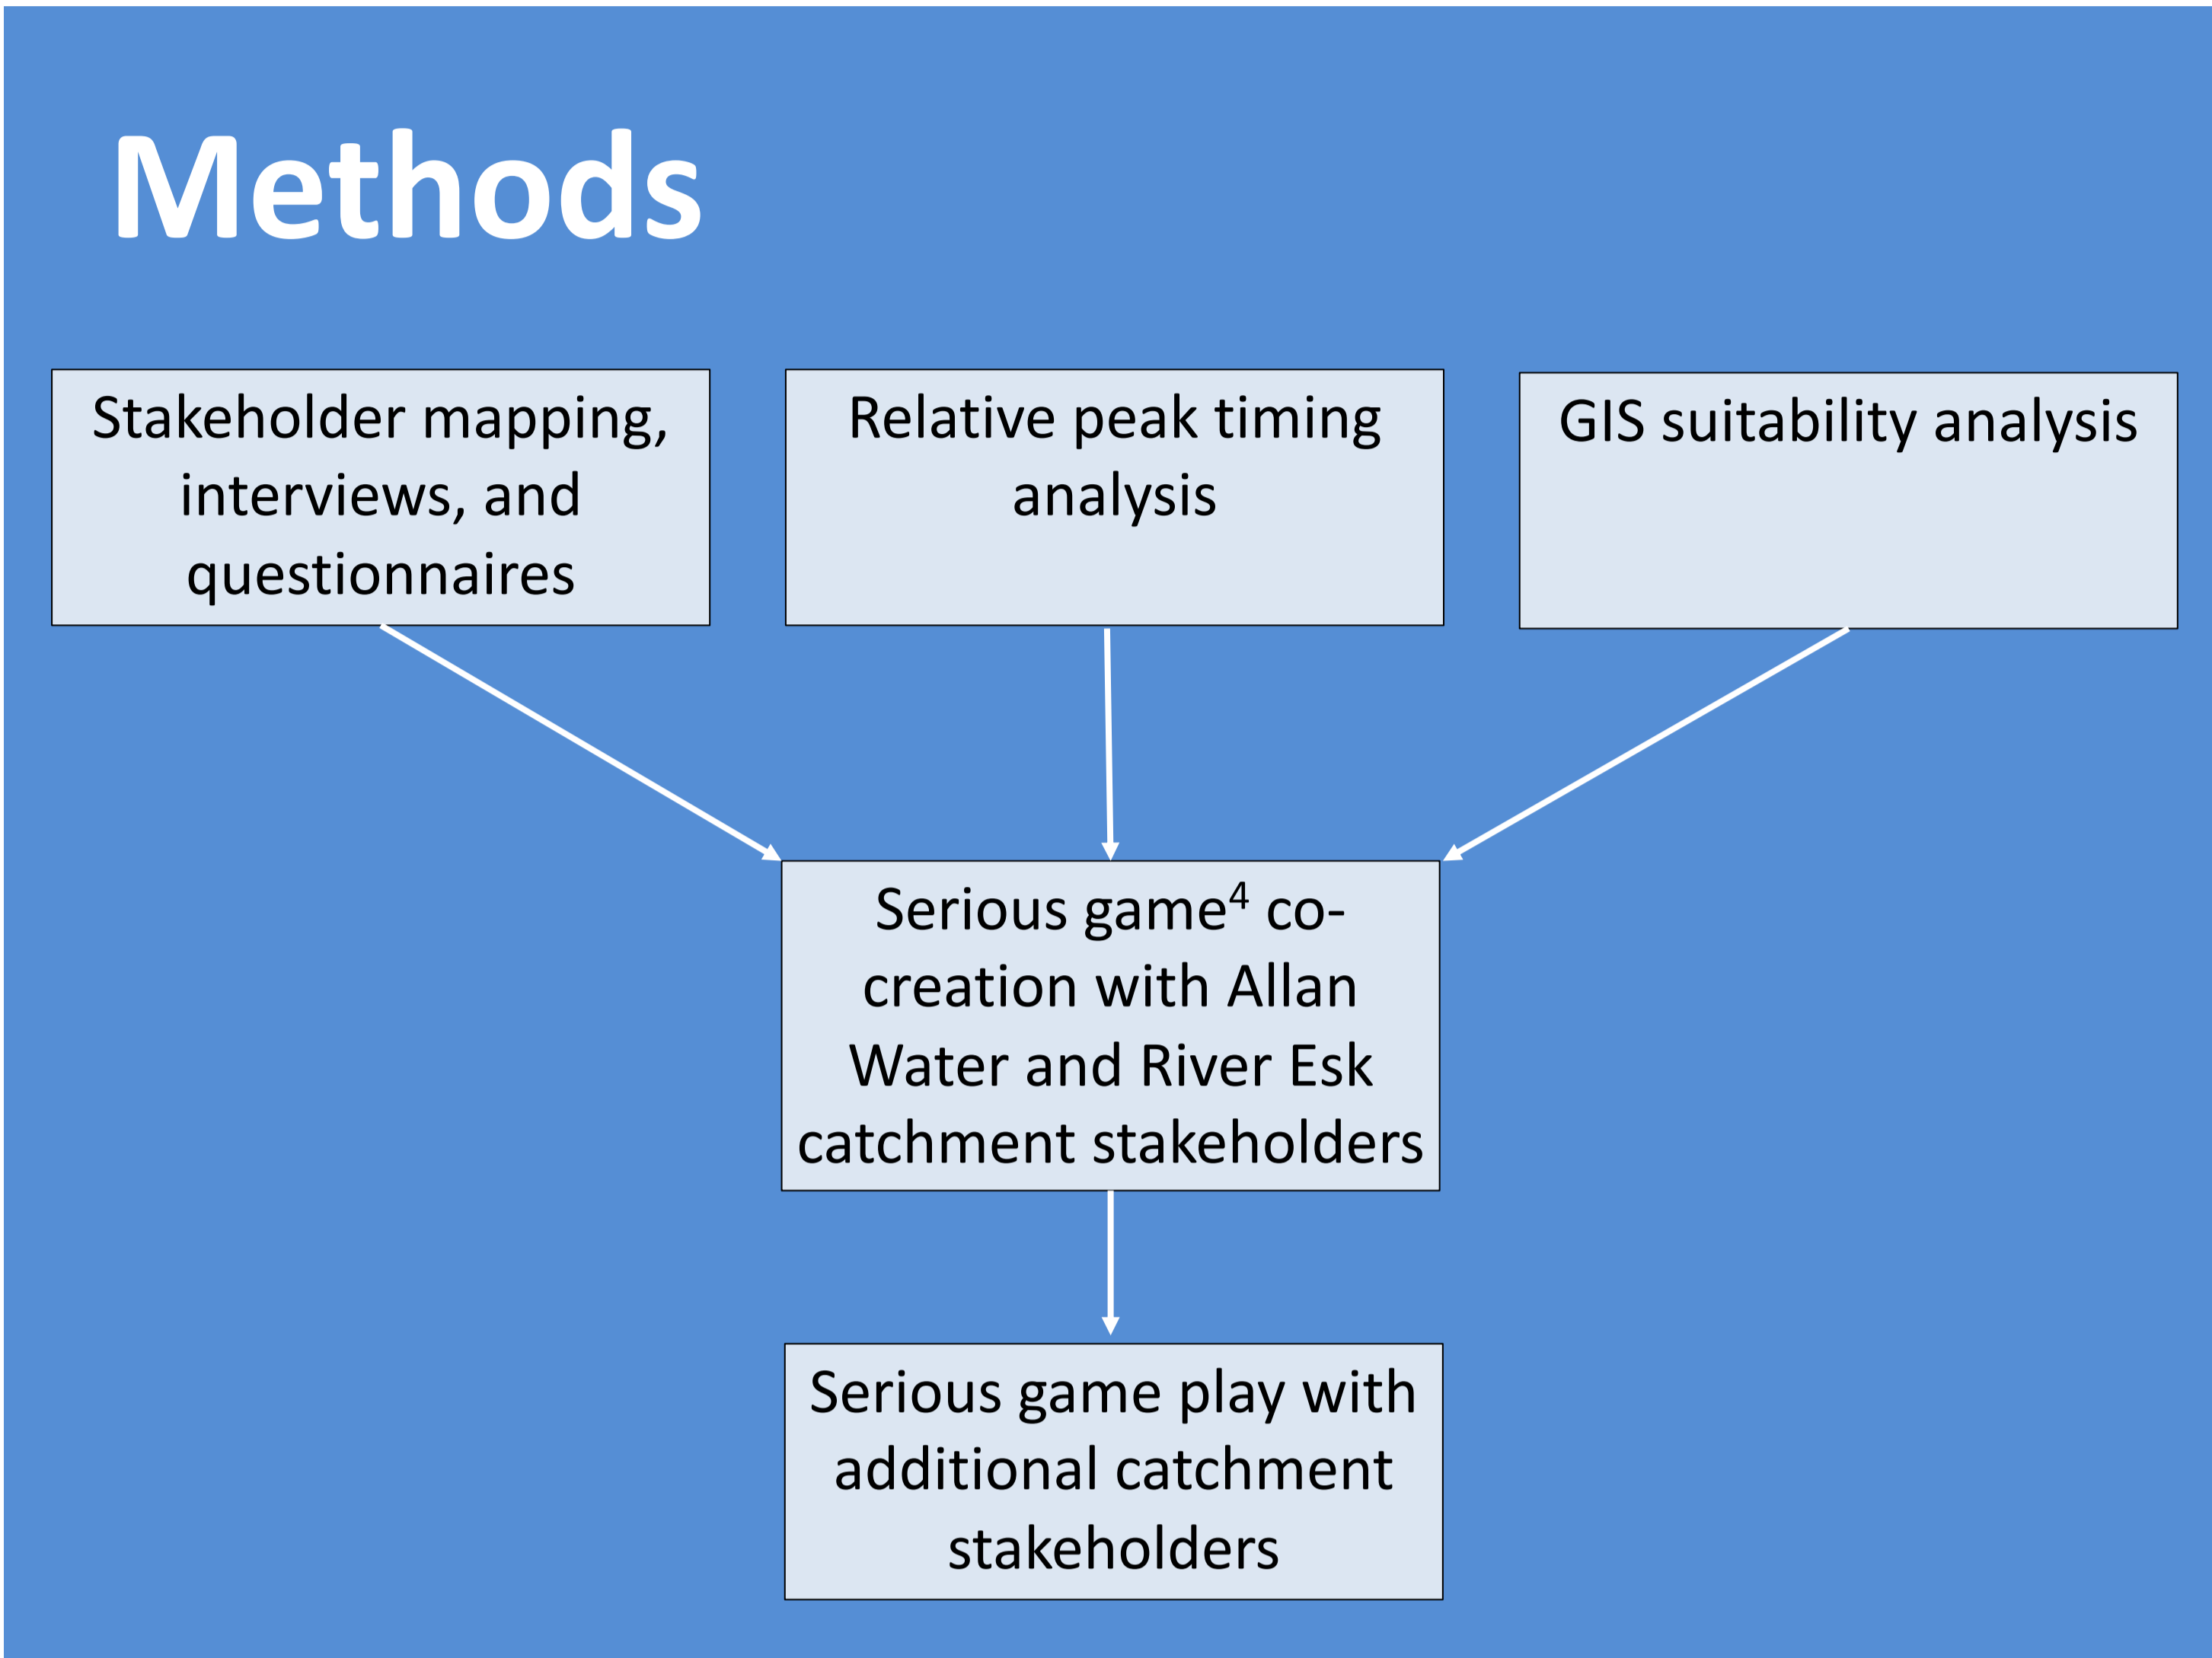 Methods
Stakeholder mapping,
interviews, and
questionnaires
Relative peak timing
analysis
GIS suitability analysis
Serious game⁴ co-
creation with Allan
Water and River Esk
catchment stakeholders
Serious game play with
additional catchment
stakeholders